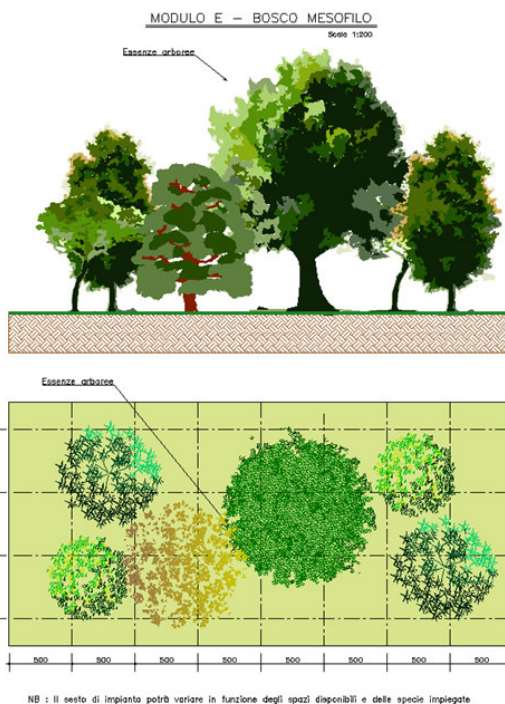 MODULO E – BOSCO MESOFILO
Scala 1:200
Essenze arboree
Essenze arboree
500 500 500 500 500 500 500 500
NB : Il sesto di impianto potrà variare in funzione degli spazi disponibili e delle specie impiegate